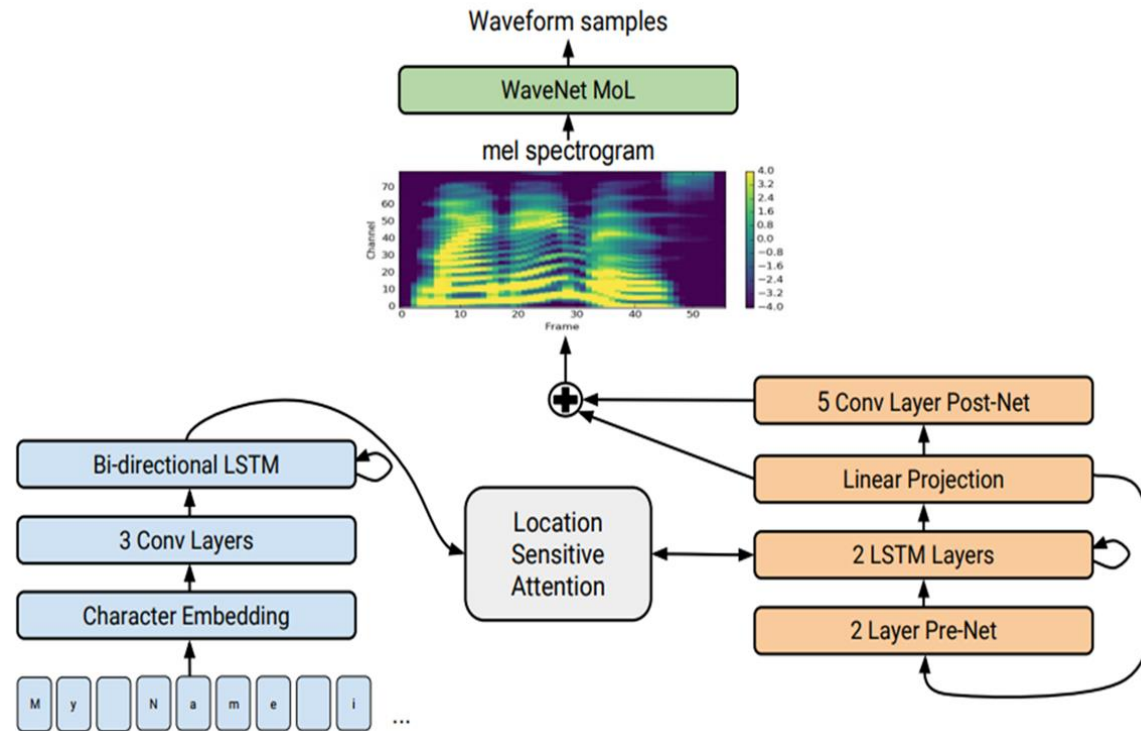 Waveform samples
WaveNet MoL
mel spectrogram
70
60
50
40
30
20
10
0
Channel
0 10 20 30 40 50
Frame
4.0
3.2
2.4
1.6
0.8
0.0
−0.8
−1.6
−2.4
−3.2
−4.0
5 Conv Layer Post-Net
Bi-directional LSTM
Linear Projection
Location
Sensitive
Attention
3 Conv Layers
2 LSTM Layers
Character Embedding
2 Layer Pre-Net
M y N a m e i ...